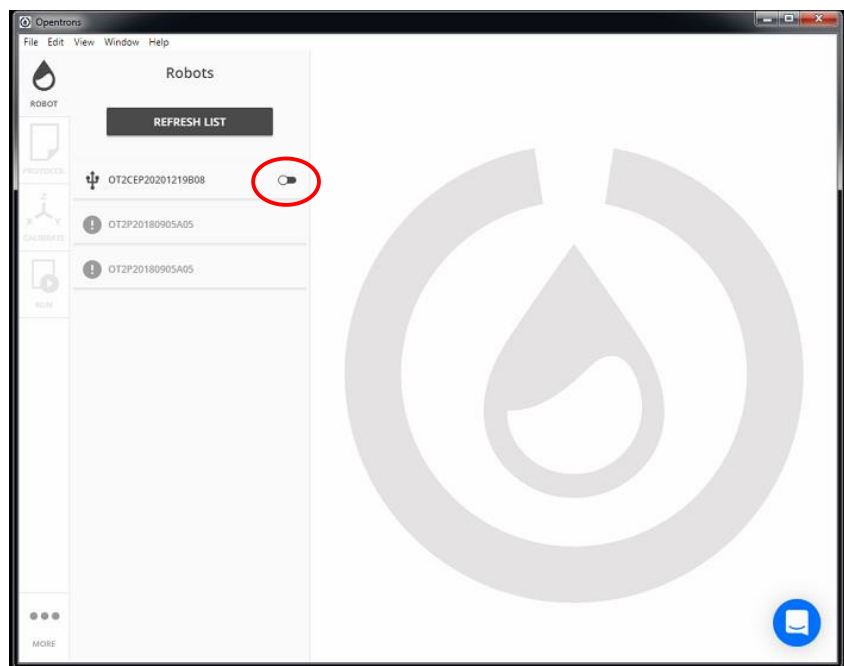 Opentrons
File Edit View Window Help
ROBOT
Robots
REFRESH LIST
PROTOCOL
OT2CEP20201219B08
Z
X Y
CALIBRATE
OT2P20180905A05
OT2P20180905A05
RUN
MORE